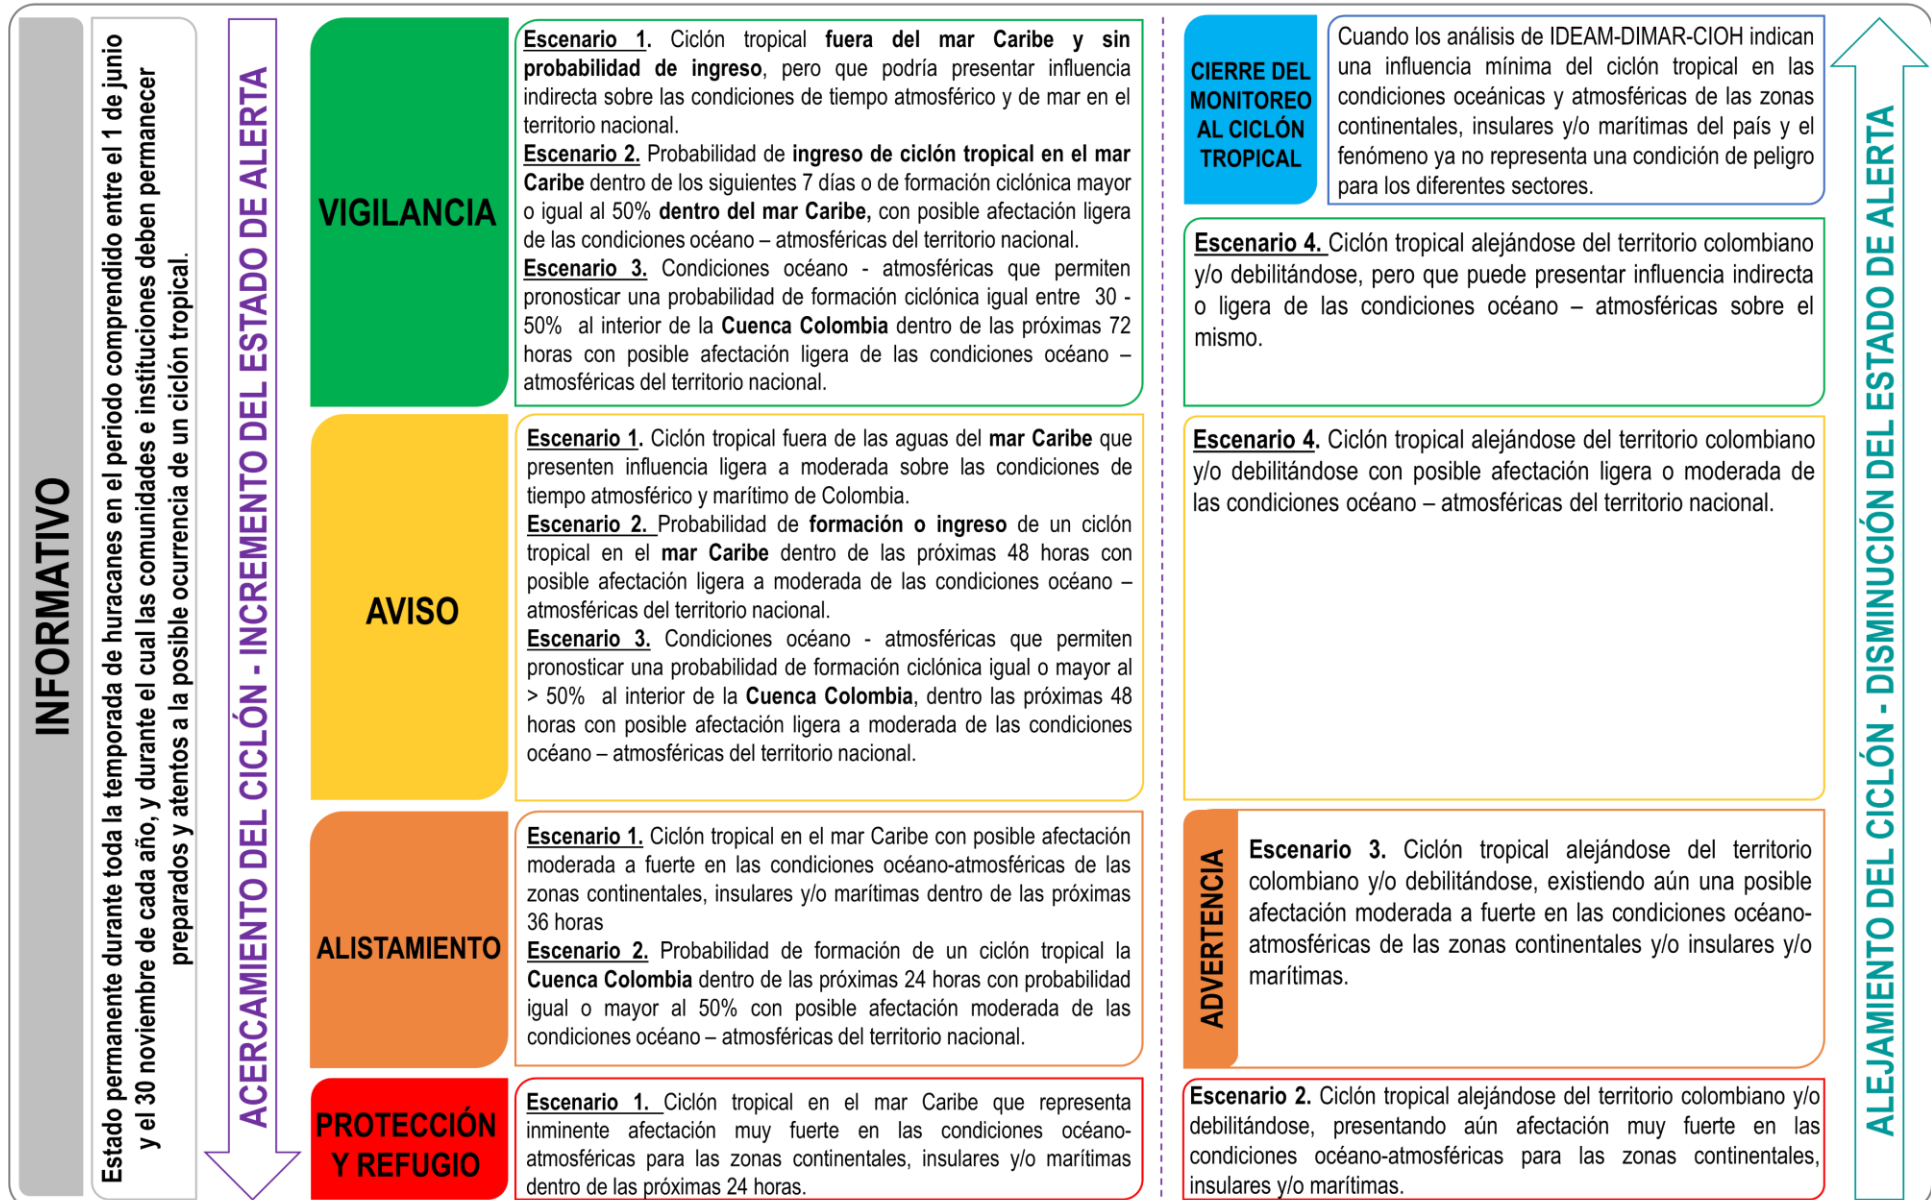 INFORMATIVO
Estado permanente durante toda la temporada de huracanes en el periodo comprendido entre el 1 de junio
y el 30 noviembre de cada año, y durante el cual las comunidades e instituciones deben permanecer
preparados y atentos a la posible ocurrencia de un ciclón tropical.
ACERCAMIENTO DEL CICLÓN - INCREMENTO DEL ESTADO DE ALERTA
VIGILANCIA
Escenario 1. Ciclón tropical fuera del mar Caribe y sin
probabilidad de ingreso, pero que podría presentar influencia
indirecta sobre las condiciones de tiempo atmosférico y de mar en el
territorio nacional.
Escenario 2. Probabilidad de ingreso de ciclón tropical en el mar
Caribe dentro de los siguientes 7 días o de formación ciclónica mayor
o igual al 50% dentro del mar Caribe, con posible afectación ligera
de las condiciones océano – atmosféricas del territorio nacional.
Escenario 3. Condiciones océano - atmosféricas que permiten
pronosticar una probabilidad de formación ciclónica igual entre 30 -
50% al interior de la Cuenca Colombia dentro de las próximas 72
horas con posible afectación ligera de las condiciones océano –
atmosféricas del territorio nacional.
AVISO
Escenario 1. Ciclón tropical fuera de las aguas del mar Caribe que
presenten influencia ligera a moderada sobre las condiciones de
tiempo atmosférico y marítimo de Colombia.
Escenario 2. Probabilidad de formación o ingreso de un ciclón
tropical en el mar Caribe dentro de las próximas 48 horas con
posible afectación ligera a moderada de las condiciones océano –
atmosféricas del territorio nacional.
Escenario 3. Condiciones océano - atmosféricas que permiten
pronosticar una probabilidad de formación ciclónica igual o mayor al
> 50% al interior de la Cuenca Colombia, dentro las próximas 48
horas con posible afectación ligera a moderada de las condiciones
océano – atmosféricas del territorio nacional.
ALISTAMIENTO
Escenario 1. Ciclón tropical en el mar Caribe con posible afectación
moderada a fuerte en las condiciones océano-atmosféricas de las
zonas continentales, insulares y/o marítimas dentro de las próximas
36 horas
Escenario 2. Probabilidad de formación de un ciclón tropical la
Cuenca Colombia dentro de las próximas 24 horas con probabilidad
igual o mayor al 50% con posible afectación moderada de las
condiciones océano – atmosféricas del territorio nacional.
PROTECCIÓN
Y REFUGIO
Escenario 1. Ciclón tropical en el mar Caribe que representa
inminente afectación muy fuerte en las condiciones océano-
atmosféricas para las zonas continentales, insulares y/o marítimas
dentro de las próximas 24 horas.
CIERRE DEL
MONITOREO
AL CICLÓN
TROPICAL
Cuando los análisis de IDEAM-DIMAR-CIOH indican
una influencia mínima del ciclón tropical en las
condiciones oceánicas y atmosféricas de las zonas
continentales, insulares y/o marítimas del país y el
fenómeno ya no representa una condición de peligro
para los diferentes sectores.
Escenario 4. Ciclón tropical alejándose del territorio colombiano
y/o debilitándose, pero que puede presentar influencia indirecta
o ligera de las condiciones océano – atmosféricas sobre el
mismo.
Escenario 4. Ciclón tropical alejándose del territorio colombiano
y/o debilitándose con posible afectación ligera o moderada de
las condiciones océano – atmosféricas del territorio nacional.
ADVERTENCIA
Escenario 3. Ciclón tropical alejándose del territorio
colombiano y/o debilitándose, existiendo aún una posible
afectación moderada a fuerte en las condiciones océano-
atmosféricas de las zonas continentales y/o insulares y/o
marítimas.
Escenario 2. Ciclón tropical alejándose del territorio colombiano y/o
debilitándose, presentando aún afectación muy fuerte en las
condiciones océano-atmosféricas para las zonas continentales,
insulares y/o marítimas.
ALEJAMIENTO DEL CICLÓN - DISMINUCIÓN DEL ESTADO DE ALERTA